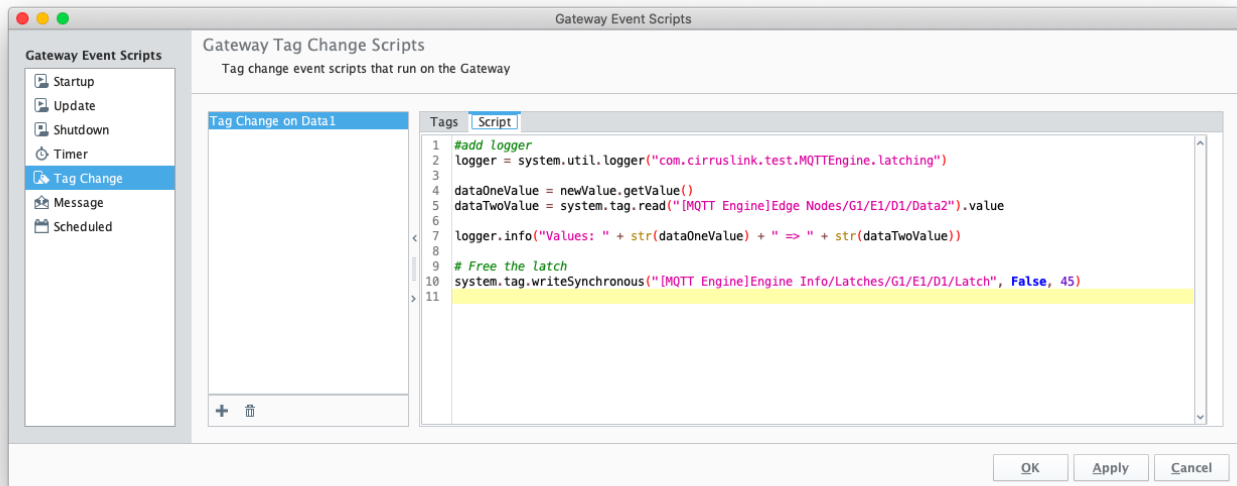 Gateway Event Scripts
Gateway Event Scripts
Startup
Update
Shutdown
Timer
Tag Change
Message
Scheduled
Gateway Tag Change Scripts
Tag change event scripts that run on the Gateway
Tag Change on Data1
Tags Script
1 #add logger
2 logger = system.util.logger("com.cirruslink.test.MQTTEngine.latching")
3
4 dataOneValue = newValue.getValue()
5 dataTwoValue = system.tag.read("[MQTT Engine]Edge Nodes/G1/E1/D1/Data2").value
6
7 logger.info("Values: " + str(dataOneValue) + " => " + str(dataTwoValue))
8
9 # Free the latch
10 system.tag.writeSynchronous("[MQTT Engine]Engine Info/Latches/G1/E1/D1/Latch", False, 45)
11
OK Apply Cancel